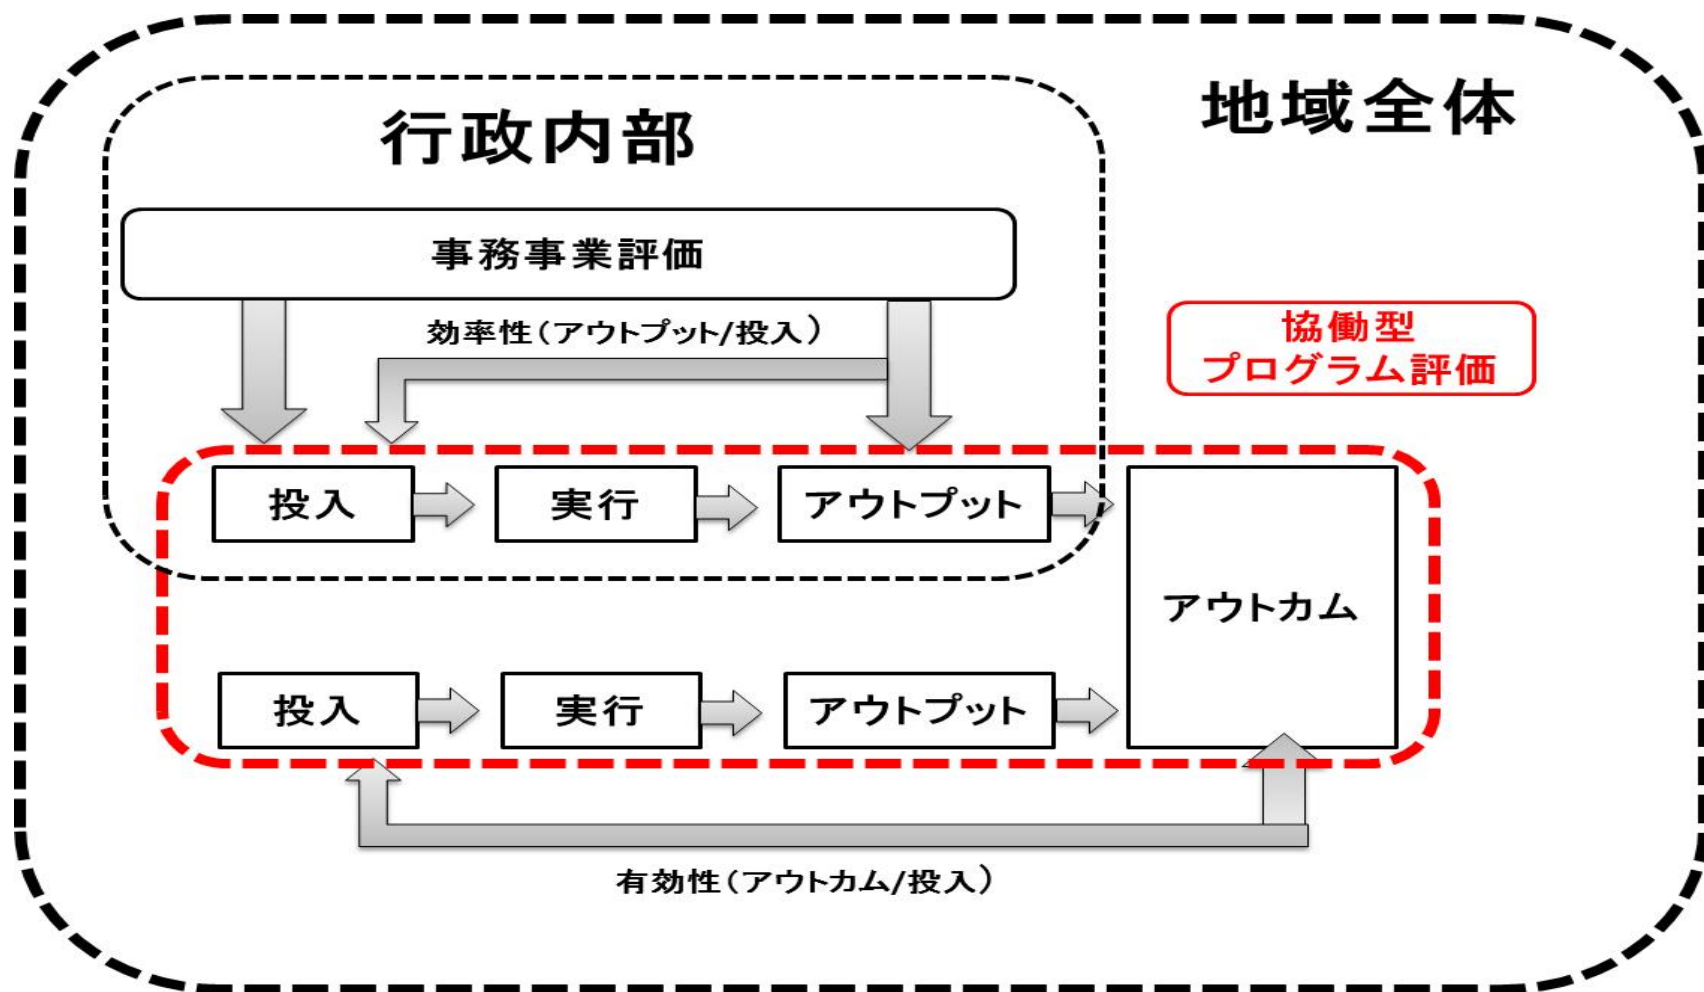 地域全体
行政内部
事務事業評価
効率性(アウトプット/投入)
協働型
プログラム評価
投入
実行
アウトプット
アウトカム
投入
実行
アウトプット
有効性(アウトカム/投入)